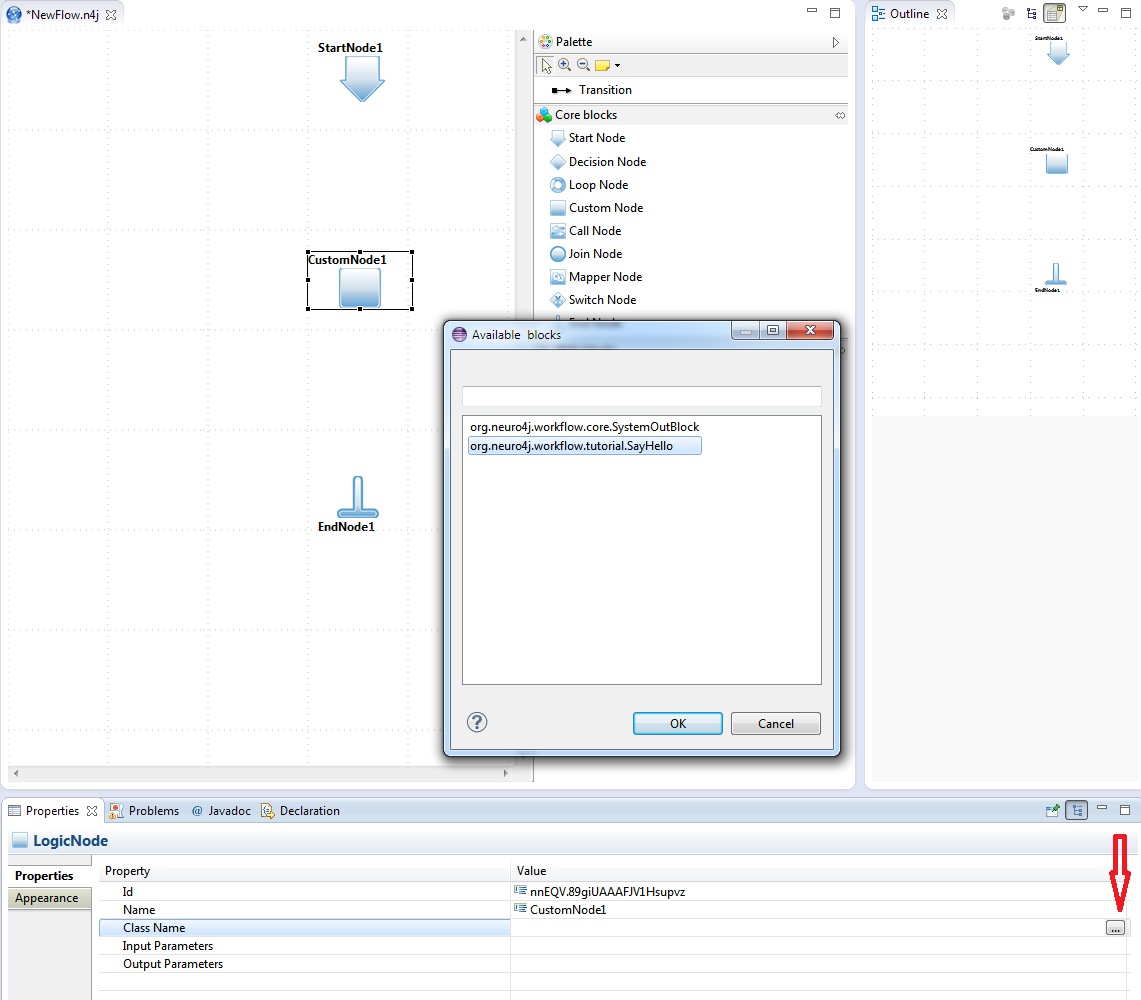 *NewFlow.n4j
StartNode1
CustomNode1
EndNode1
Palette
Transition
Core blocks
Start Node
Decision Node
Loop Node
Custom Node
Call Node
Join Node
Mapper Node
Switch Node
End Node
Outline
StartNode1
CustomNode1
EndNode1
Available blocks
org.neuro4j.workflow.core.SystemOutBlock
org.neuro4j.workflow.tutorial.SayHello
?
OK
Cancel
Properties
Problems
@ Javadoc
Declaration
LogicNode
Properties
Appearance
Property Value
Id nnEQV.89giUAAAFJV1Hsupvz
Name CustomNode1
Class Name ...
Input Parameters
Output Parameters